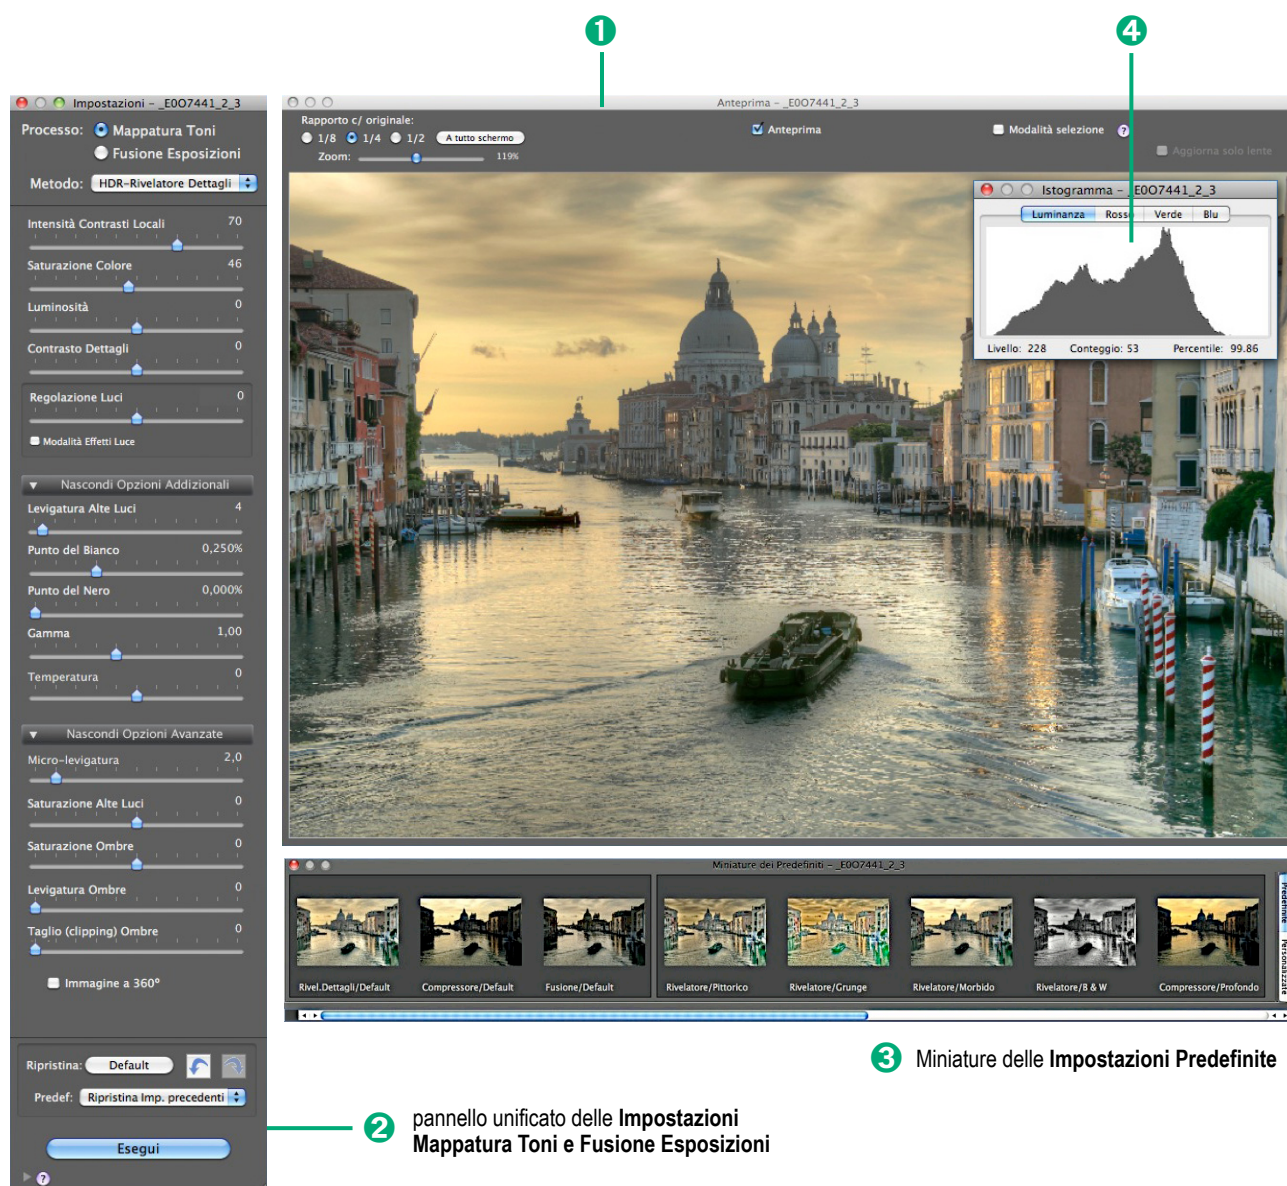 1
4
Impostazioni – _E0O7441_2_3
Processo: Mappatura Toni
Fusione Esposizioni
Metodo: HDR-Rivelatore Dettagli
Intensità Contrasti Locali 70
Saturazione Colore 46
Luminosità 0
Contrasto Dettagli 0
Regolazione Luci 0
Modalità Effetti Luce
Nascondi Opzioni Addizionali
Levigatura Alte Luci 4
Punto del Bianco 0,250%
Punto del Nero 0,000%
Gamma 1,00
Temperatura 0
Nascondi Opzioni Avanzate
Micro-levigatura 2,0
Saturazione Alte Luci 0
Saturazione Ombre 0
Levigatura Ombre 0
Taglio (clipping) Ombre 0
Immagine a 360°
Ripristina: Default
Predef: Ripristina Imp. precedenti
Esegui
?
Anteprima – _E0O7441_2_3
Rapporto c/ originale:
1/8 1/4 1/2 A tutto schermo
Zoom: 119%
Anteprima
Modalità selezione ?
Aggiorna solo lente
Istogramma – _E0O7441_2_3
Luminanza Rosso Verde Blu
Livello: 228 Conteggio: 53 Percentile: 99.86
Miniature dei Predefiniti – _E0O7441_2_3
Rivel.Dettagli/Default Compressore/Default Fusione/Default Rivelatore/Pittorico Rivelatore/Grunge Rivelatore/Morbido Rivelatore/B & W Compressore/Profondo
Predefinite
Personalizzate
3 Miniature delle Impostazioni Predefinite
2 pannello unificato delle Impostazioni
Mappatura Toni e Fusione Esposizioni